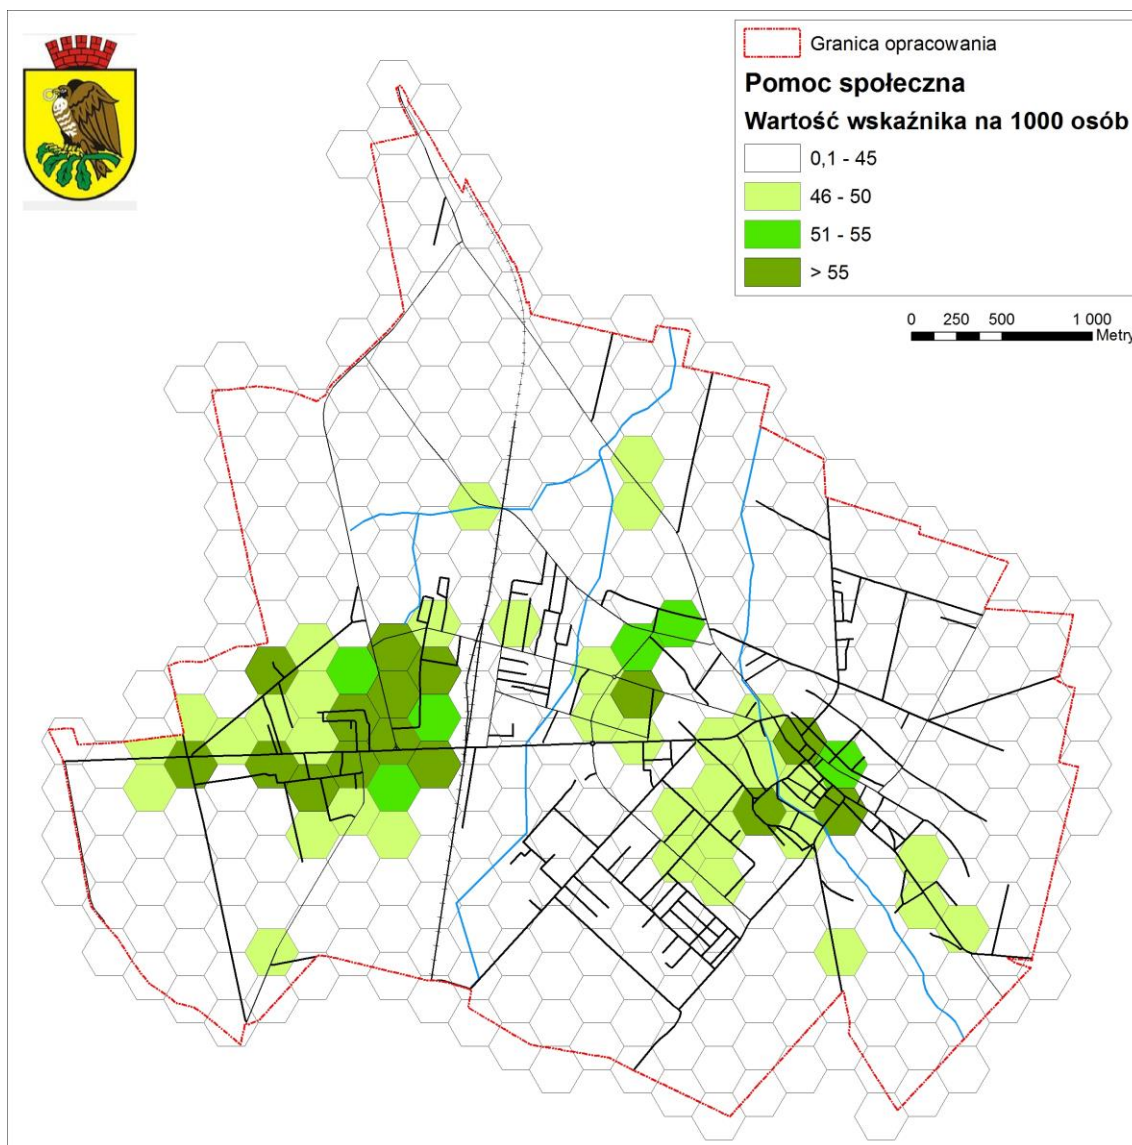 Granica opracowania
Pomoc społeczna
Wartość wskaźnika na 1000 osób
0,1 - 45
46 - 50
51 - 55
> 55
0 250 500 1 000
Metry